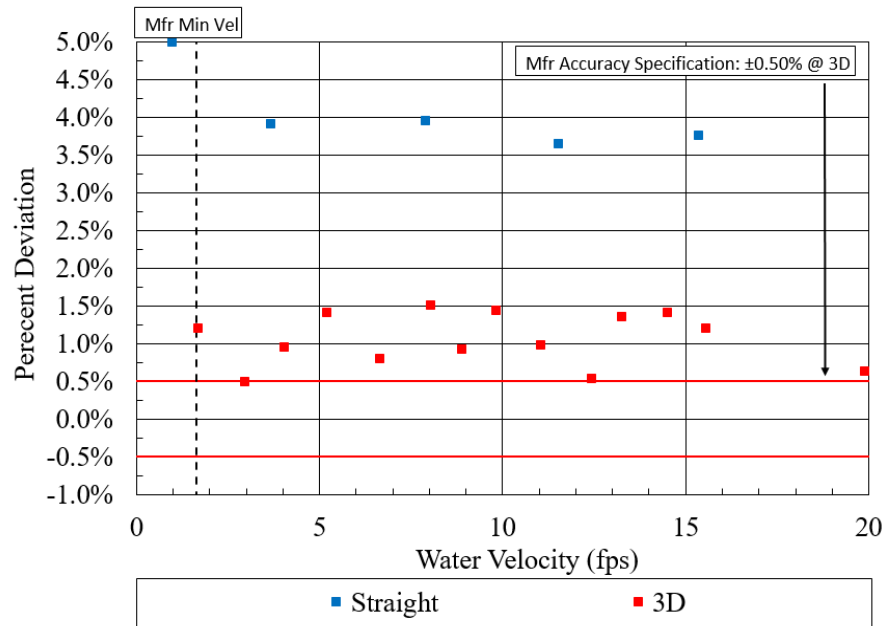 Mfr Min Vel
Mfr Accuracy Specification: ±0.50% @ 3D
5.0%
4.5%
4.0%
3.5%
3.0%
2.5%
2.0%
1.5%
1.0%
0.5%
0.0%
-0.5%
-1.0%
Perecent Deviation
0 5 10 15 20
Water Velocity (fps)
Straight 3D